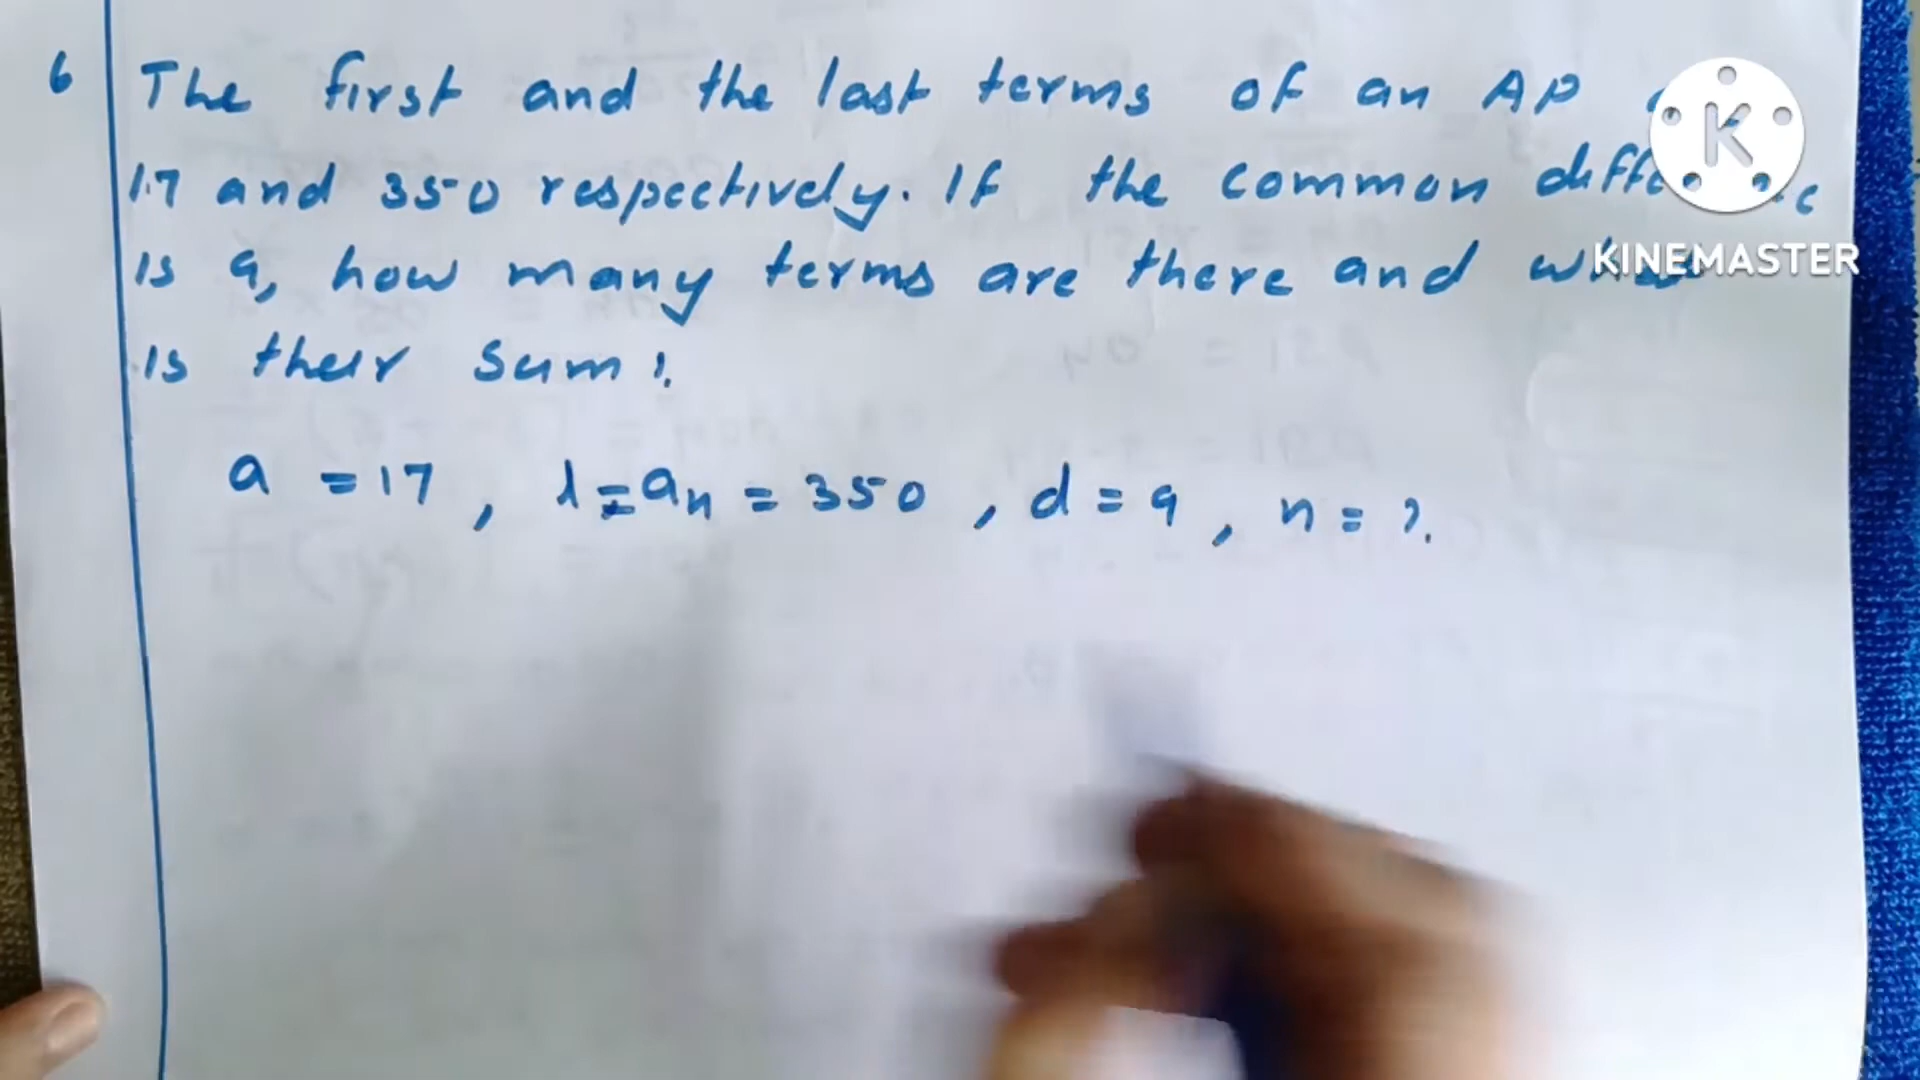 6 The first and the last terms of an AP
17 and 350 respectively. If the common
is 9, how many terms are there and
is their sum?
a = 17, l = an = 350, d = 9, n = ?
K
KINEMASTER